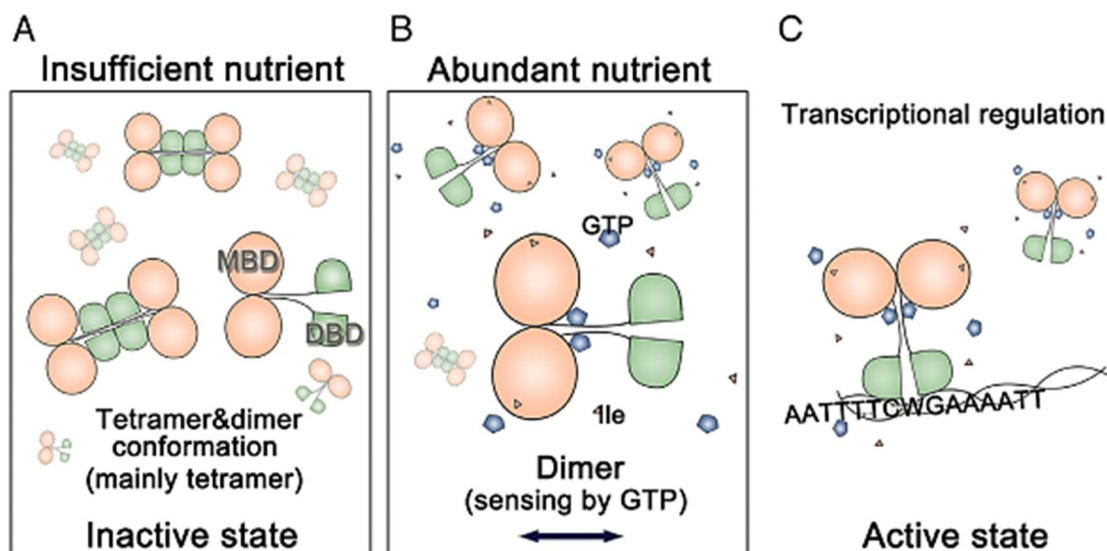 A
Insufficient nutrient
MBD
DBD
Tetramer&dimer
conformation
(mainly tetramer)
Inactive state
B
Abundant nutrient
GTP
Ile
Dimer
(sensing by GTP)
C
Transcriptional regulation
AATTTTCWGAAAATT
Active state